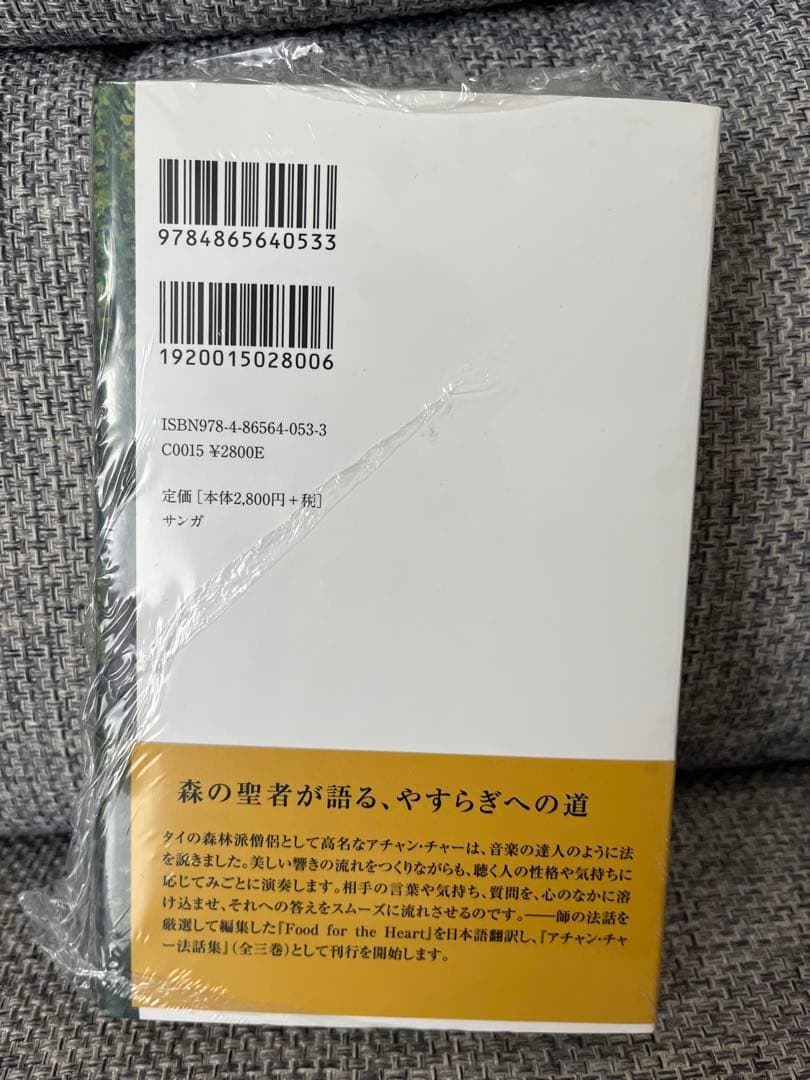 9784865640533
1920015028006
ISBN978-4-86564-053-3
C0015 ¥2800E
定価［本体2,800円＋税］
サンガ
森の聖者が語る、やすらぎへの道
タイの森林派僧侶として高名なアチャン・チャーは、音楽の達人のように法
を説きました。美しい響きの流れをつくりながらも、聴く人の性格や気持ちに
応じてみごとに演奏します。相手の言葉や気持ち、質問を、心のなかに溶
け込ませ、それへの答えをスムーズに流れさせるのです。――師の法話を
厳選して編集した『Food for the Heart』を日本語翻訳し、『アチャン・チャ
ー法話集』（全三巻）として刊行を開始します。